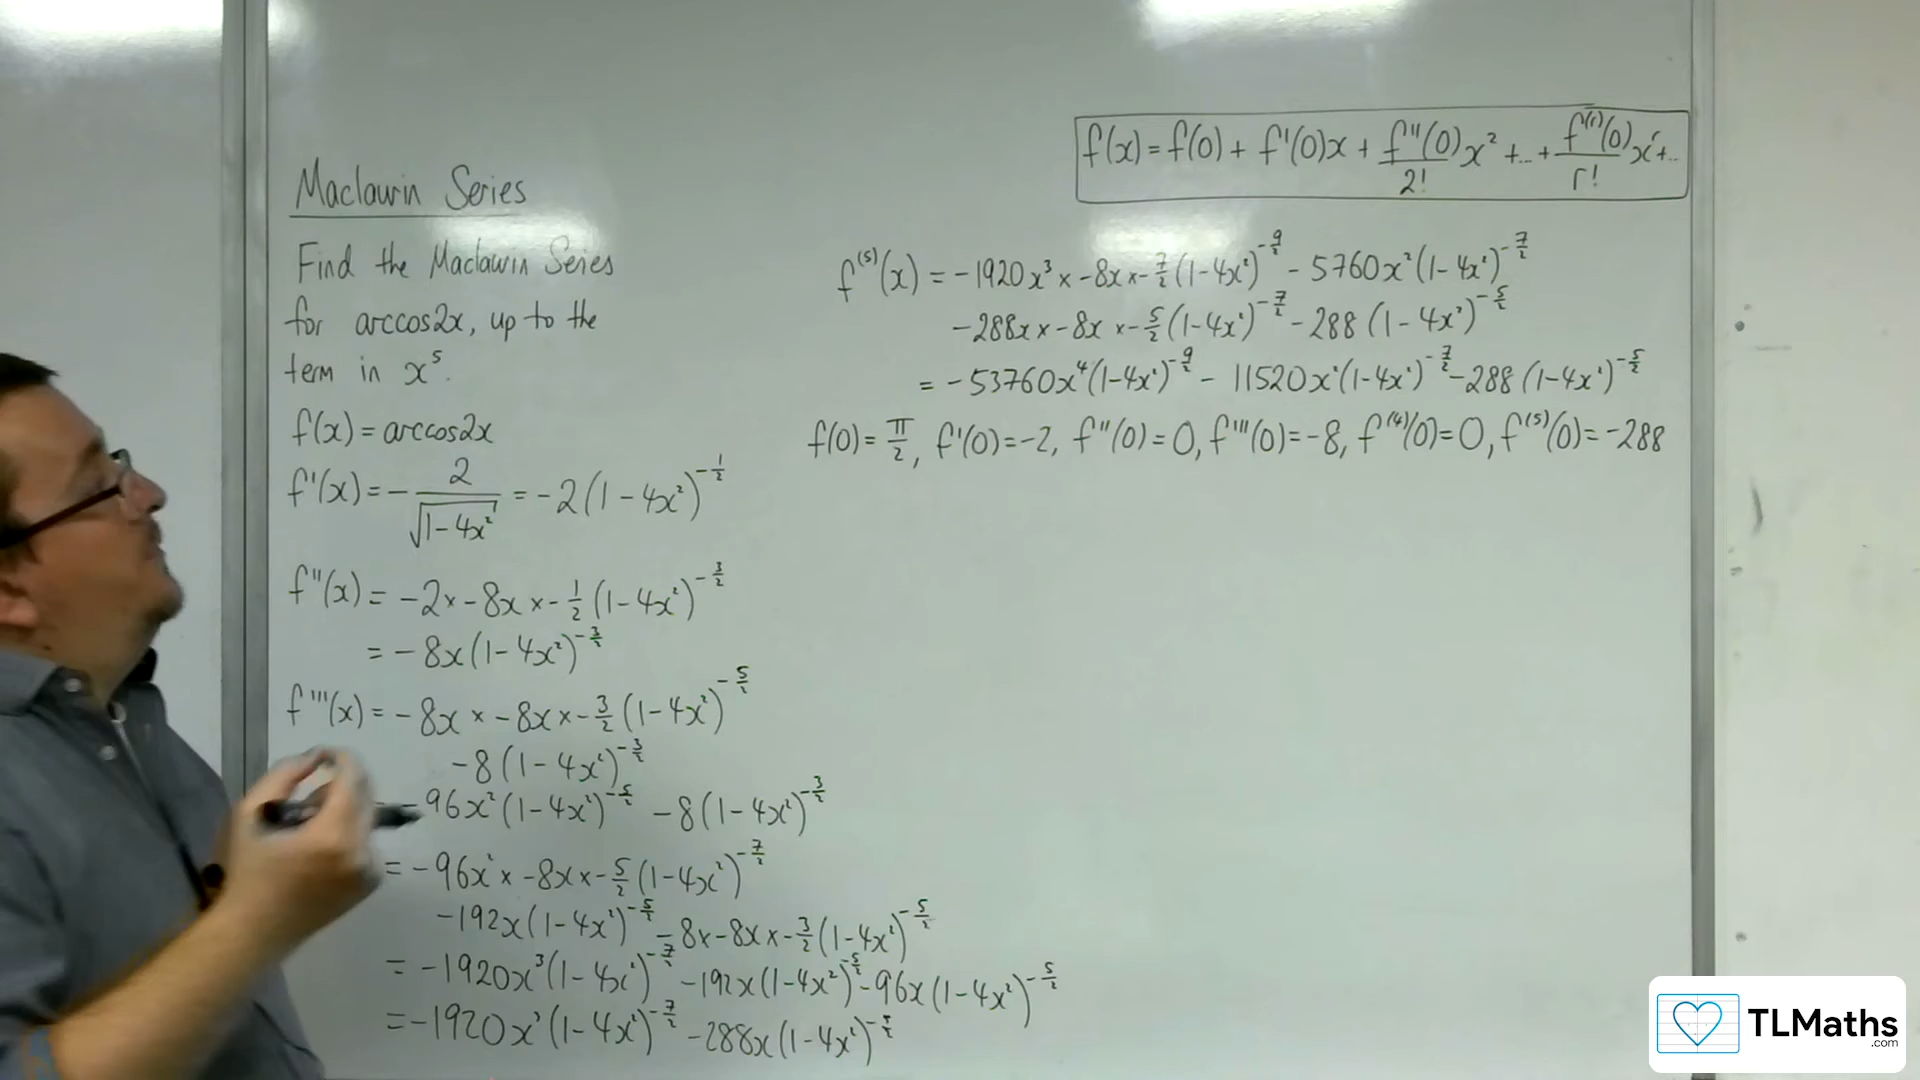 Maclaurin Series
Find the Maclaurin Series
for arccos2x, up to the
term in x⁵.
f(x) = arccos2x
f'(x) = - 2/√(1-4x²) = -2(1-4x²)^(-1/2)
f''(x) = -2 × -8x × -1/2 (1-4x²)^(-3/2)
= -8x(1-4x²)^(-3/2)
f'''(x) = -8x × -8x × -3/2 (1-4x²)^(-5/2)
-8(1-4x²)^(-3/2)
-96x²(1-4x²)^(-5/2) -8(1-4x²)^(-3/2)
= -96x² × -8x × -5/2 (1-4x²)^(-7/2)
-192x(1-4x²)^(-5/2) -8× -8x × -3/2 (1-4x²)^(-5/2)
= -1920x³(1-4x²)^(-7/2) -192x(1-4x²)^(-5/2) -96x(1-4x²)^(-5/2)
= -1920x³(1-4x²)^(-7/2) -288x(1-4x²)^(-5/2)
f(x) = f(0) + f'(0)x + f''(0)/2! x² + ... + f^(r)(0)/r! x^r + ...
f^(5)(x) = -1920x³ × -8x × -7/2 (1-4x²)^(-9/2) - 5760x²(1-4x²)^(-7/2)
-288x × -8x × -5/2 (1-4x²)^(-7/2) - 288 (1-4x²)^(-5/2)
= -53760x⁴(1-4x²)^(-9/2) - 11520x²(1-4x²)^(-7/2) -288 (1-4x²)^(-5/2)
f(0) = π/2, f'(0) = -2, f''(0) = 0, f'''(0) = -8, f^(4)(0) = 0, f^(5)(0) = -288
TLMaths
.com